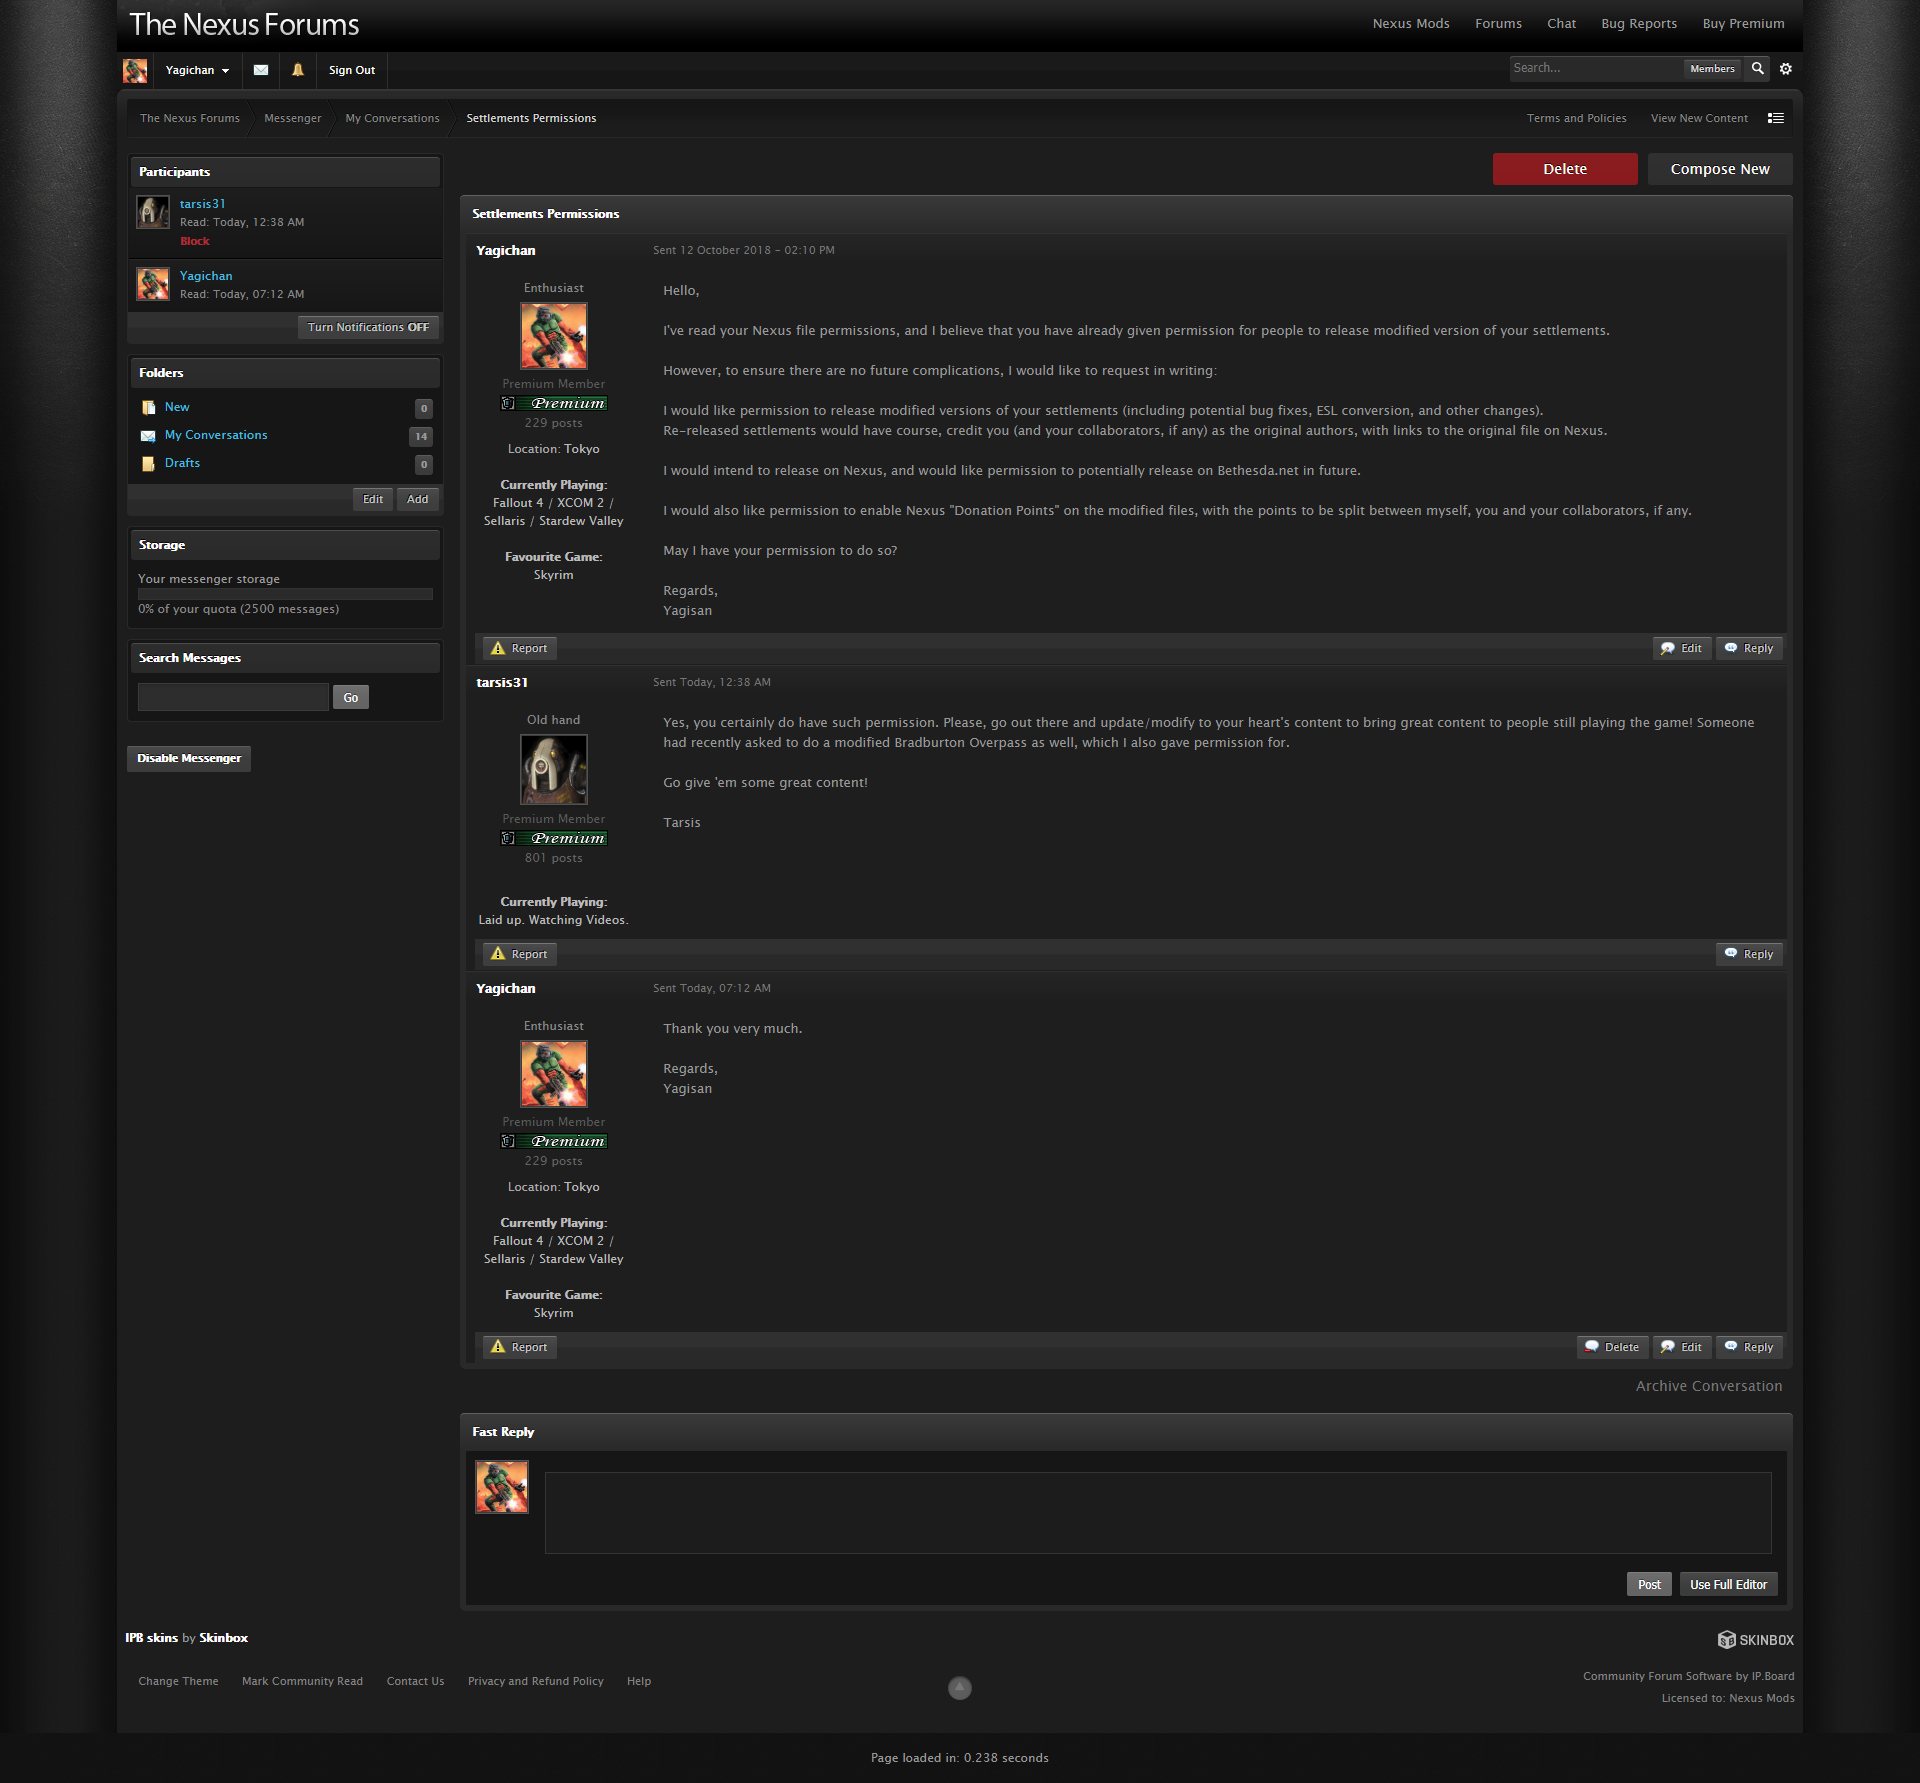 The Nexus Forums
Nexus Mods Forums Chat Bug Reports Buy Premium
Yagichan Sign Out
Search... Members
The Nexus Forums Messenger My Conversations Settlements Permissions
Terms and Policies View New Content
Participants
tarsis31
Read: Today, 12:38 AM
Block
Yagichan
Read: Today, 07:12 AM
Turn Notifications OFF
Folders
New 0
My Conversations 14
Drafts 0
Edit Add
Storage
Your messenger storage
0% of your quota (2500 messages)
Search Messages
Go
Disable Messenger
Delete Compose New
Settlements Permissions
Yagichan Sent 12 October 2018 - 02:10 PM
Enthusiast
Premium Member
Premium
229 posts
Location: Tokyo
Currently Playing:
Fallout 4 / XCOM 2 /
Sellaris / Stardew Valley
Favourite Game:
Skyrim
Hello,
I've read your Nexus file permissions, and I believe that you have already given permission for people to release modified version of your settlements.
However, to ensure there are no future complications, I would like to request in writing:
I would like permission to release modified versions of your settlements (including potential bug fixes, ESL conversion, and other changes).
Re-released settlements would have course, credit you (and your collaborators, if any) as the original authors, with links to the original file on Nexus.
I would intend to release on Nexus, and would like permission to potentially release on Bethesda.net in future.
I would also like permission to enable Nexus "Donation Points" on the modified files, with the points to be split between myself, you and your collaborators, if any.
May I have your permission to do so?
Regards,
Yagisan
Report Edit Reply
tarsis31 Sent Today, 12:38 AM
Old hand
Premium Member
Premium
801 posts
Currently Playing:
Laid up. Watching Videos.
Yes, you certainly do have such permission. Please, go out there and update/modify to your heart's content to bring great content to people still playing the game! Someone
had recently asked to do a modified Bradburton Overpass as well, which I also gave permission for.
Go give 'em some great content!
Tarsis
Report Reply
Yagichan Sent Today, 07:12 AM
Enthusiast
Premium Member
Premium
229 posts
Location: Tokyo
Currently Playing:
Fallout 4 / XCOM 2 /
Sellaris / Stardew Valley
Favourite Game:
Skyrim
Thank you very much.
Regards,
Yagisan
Report Delete Edit Reply
Archive Conversation
Fast Reply
Post Use Full Editor
IPB skins by Skinbox
SKINBOX
Change Theme Mark Community Read Contact Us Privacy and Refund Policy Help
Community Forum Software by IP.Board
Licensed to: Nexus Mods
Page loaded in: 0.238 seconds